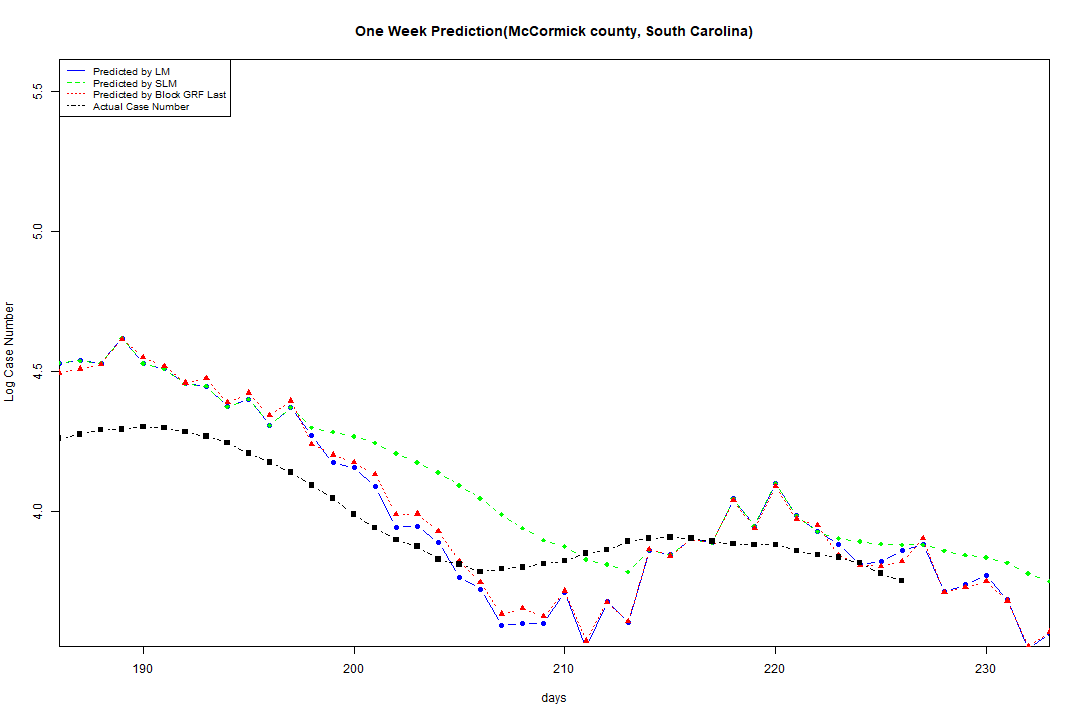 One Week Prediction(McCormick county, South Carolina)
Predicted by LM
Predicted by SLM
Predicted by Block GRF Last
Actual Case Number
5.5
5.0
4.5
4.0
Log Case Number
190 200 210 220 230
days